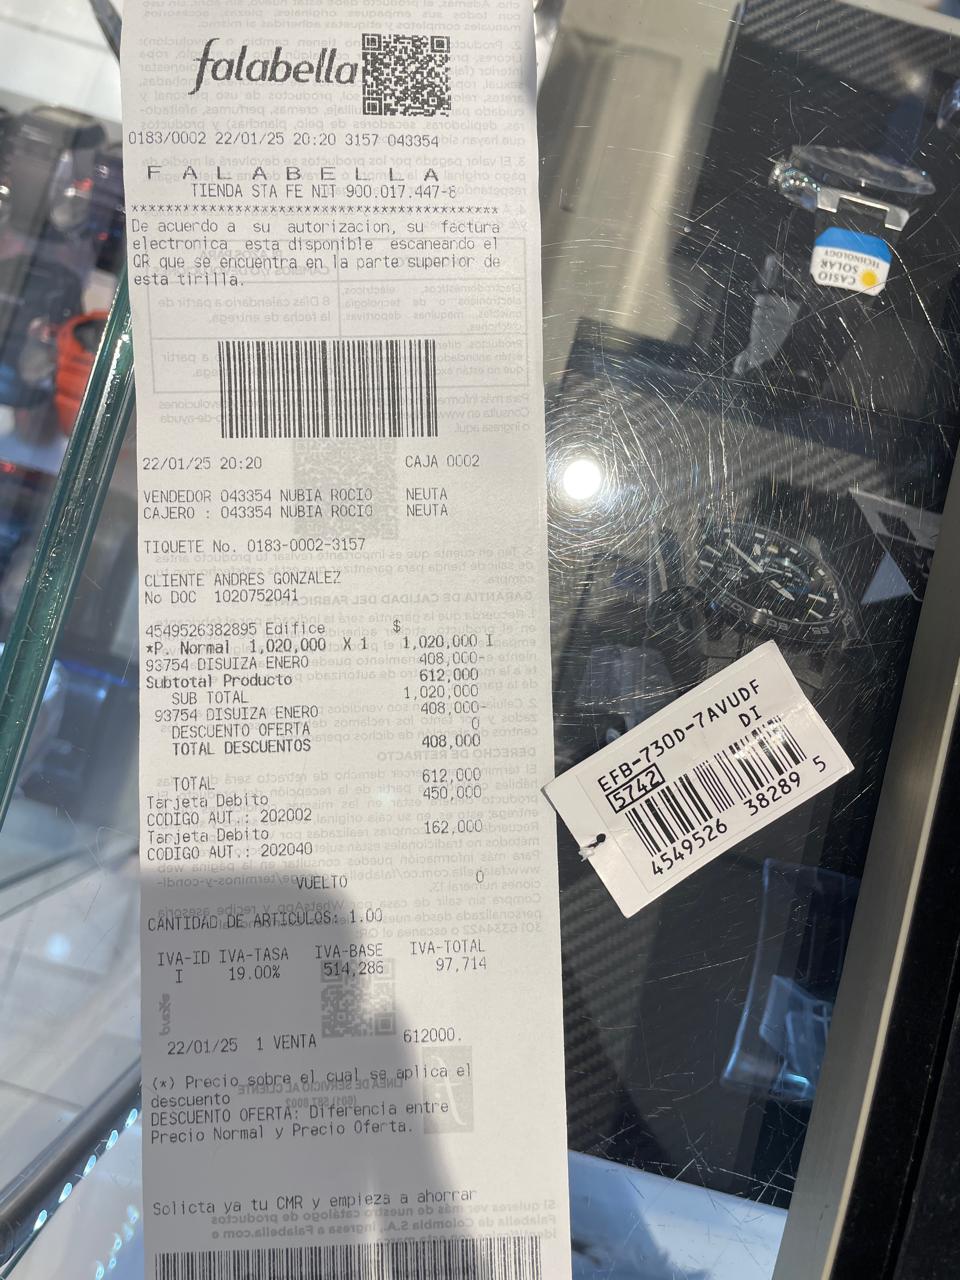 falabella
0183/0002 22/01/25 20:20 3157 043354
F A L A B E L L A
TIENDA STA FE NIT 900.017.447-8
************************************************
De acuerdo a su autorizacion, su factura
electronica esta disponible escaneando el
QR que se encuentra en la parte superior de
esta tirilla.
22/01/25 20:20 CAJA 0002
VENDEDOR 043354 NUBIA ROCIO NEUTA
CAJERO : 043354 NUBIA ROCIO NEUTA
TIQUETE No. 0183-0002-3157
CLIENTE ANDRES GONZALEZ
No DOC 1020752041
4549526382895 Edifice $
*P. Normal 1,020,000 X 1 1,020,000 I
93754 DISUIZA ENERO 408,000-
Subtotal Producto 612,000
SUB TOTAL 1,020,000
93754 DISUIZA ENERO 408,000-
DESCUENTO OFERTA 0
TOTAL DESCUENTOS 408,000
TOTAL 612,000
Tarjeta Debito 450,000
CODIGO AUT.: 202002
Tarjeta Debito 162,000
CODIGO AUT.: 202040
VUELTO 0
CANTIDAD DE ARTICULOS: 1.00
IVA-ID IVA-TASA IVA-BASE IVA-TOTAL
I 19.00% 514,286 97,714
22/01/25 1 VENTA 612000.
(*) Precio sobre el cual se aplica el
descuento
DESCUENTO OFERTA: Diferencia entre
Precio Normal y Precio Oferta.
Solicta ya tu CMR y empieza a ahorrar
CASIO
SOLAR
TECHNOLOGY
EFB-730D-7AVUDF
5742 DI
4549526 38289 5